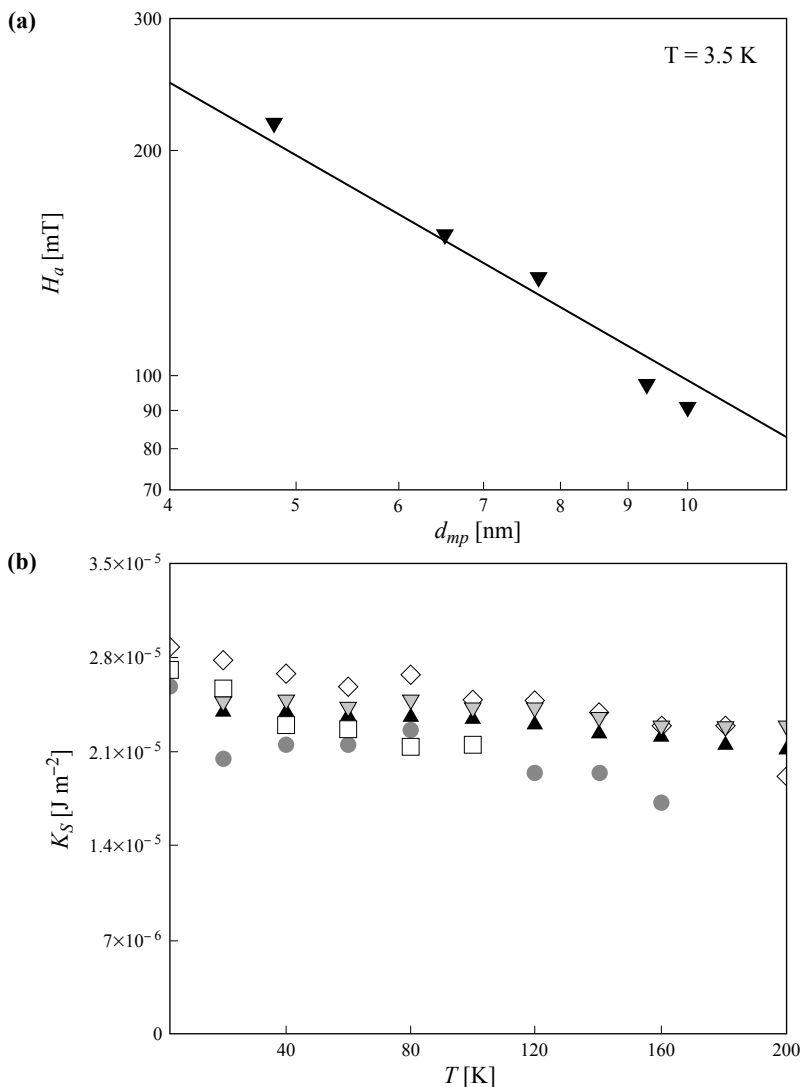 (a)
300
T = 3.5 K
200
100
90
80
70
H_a [mT]
4 5 6 7 8 9 10
d_mp [nm]
(b)
3.5×10⁻⁵
2.8×10⁻⁵
2.1×10⁻⁵
1.4×10⁻⁵
7×10⁻⁶
0
K_S [J m⁻²]
40 80 120 160 200
T [K]